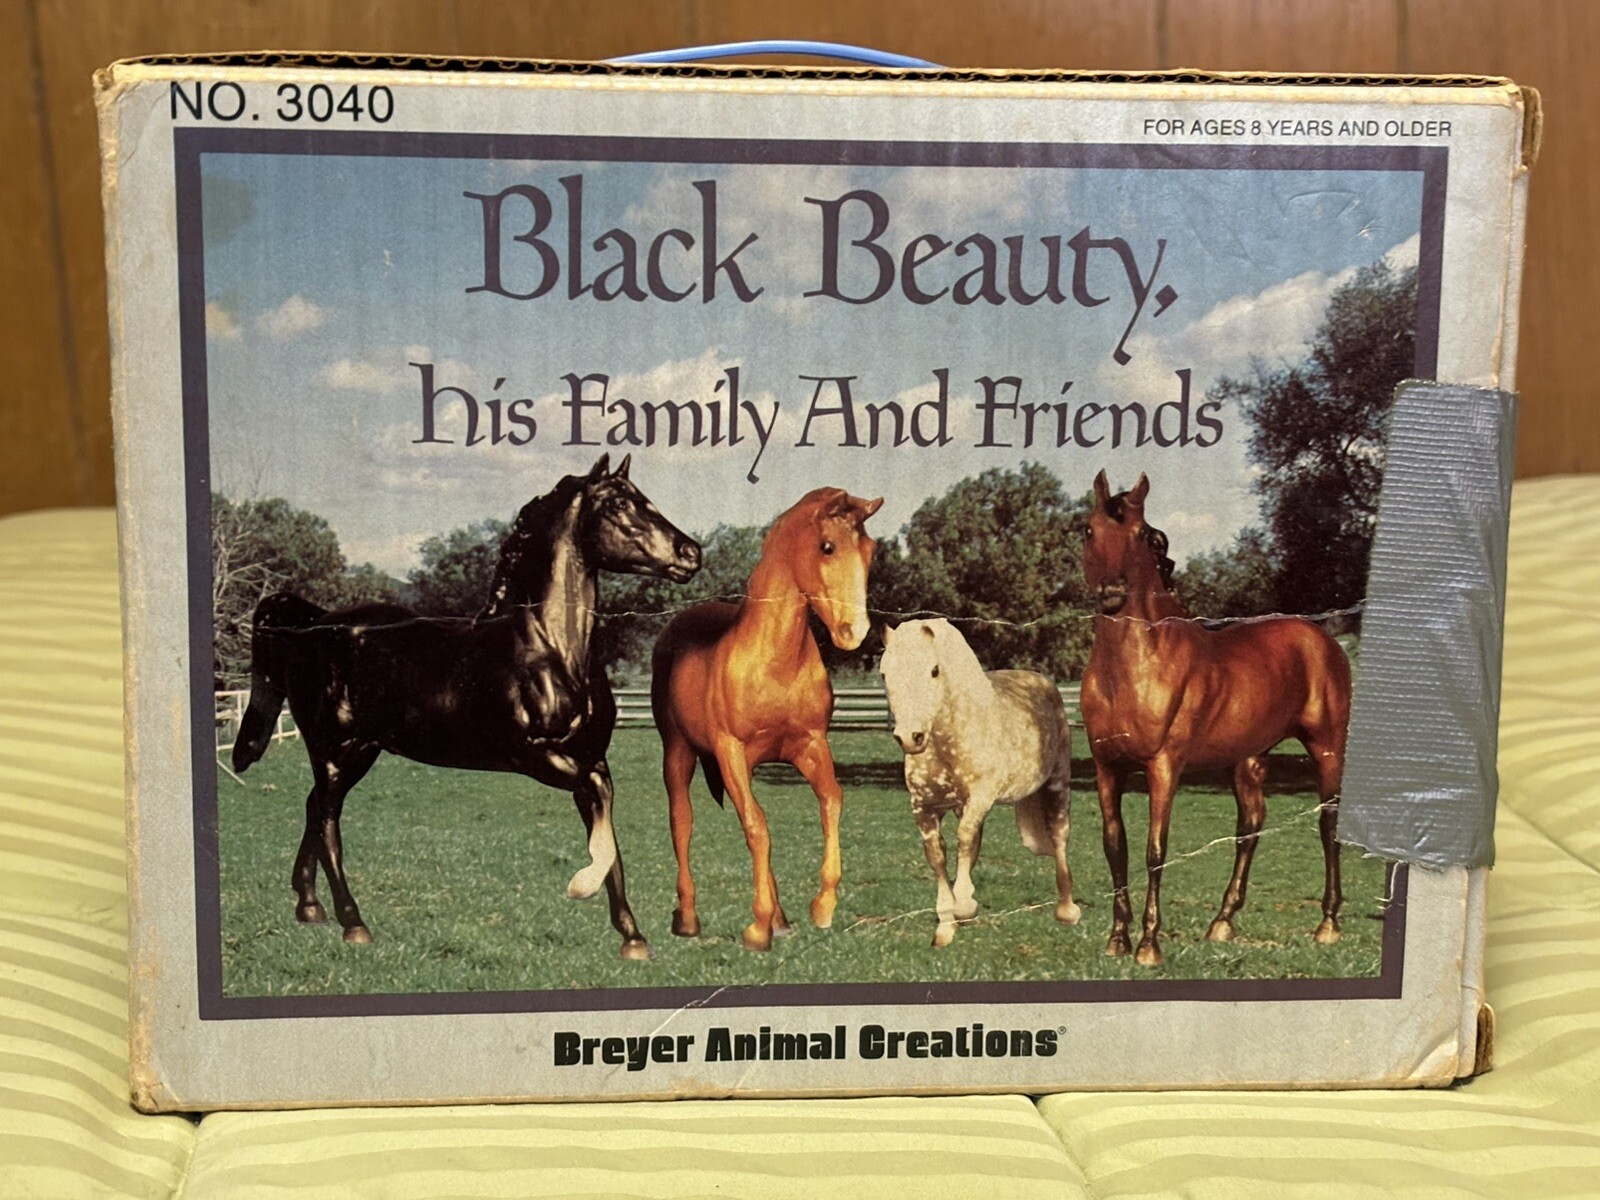 NO. 3040
FOR AGES 8 YEARS AND OLDER
Black Beauty,
his Family And Friends
Breyer Animal Creations®